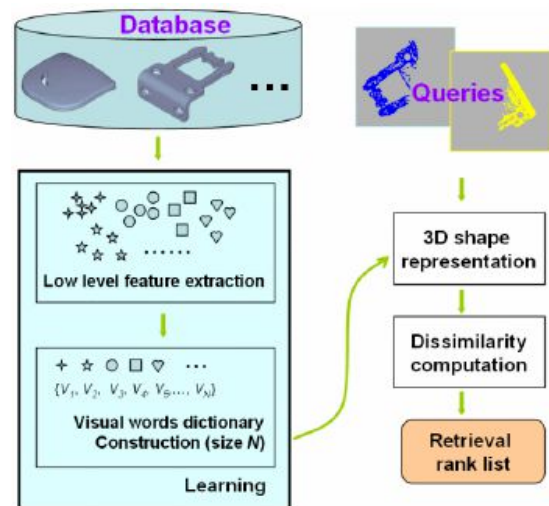 Database
...
Queries
......
Low level feature extraction
...
{V1, V2, V3, V4, V5,..., VN}
Visual words dictionary
Construction (size N)
Learning
3D shape
representation
Dissimilarity
computation
Retrieval
rank list